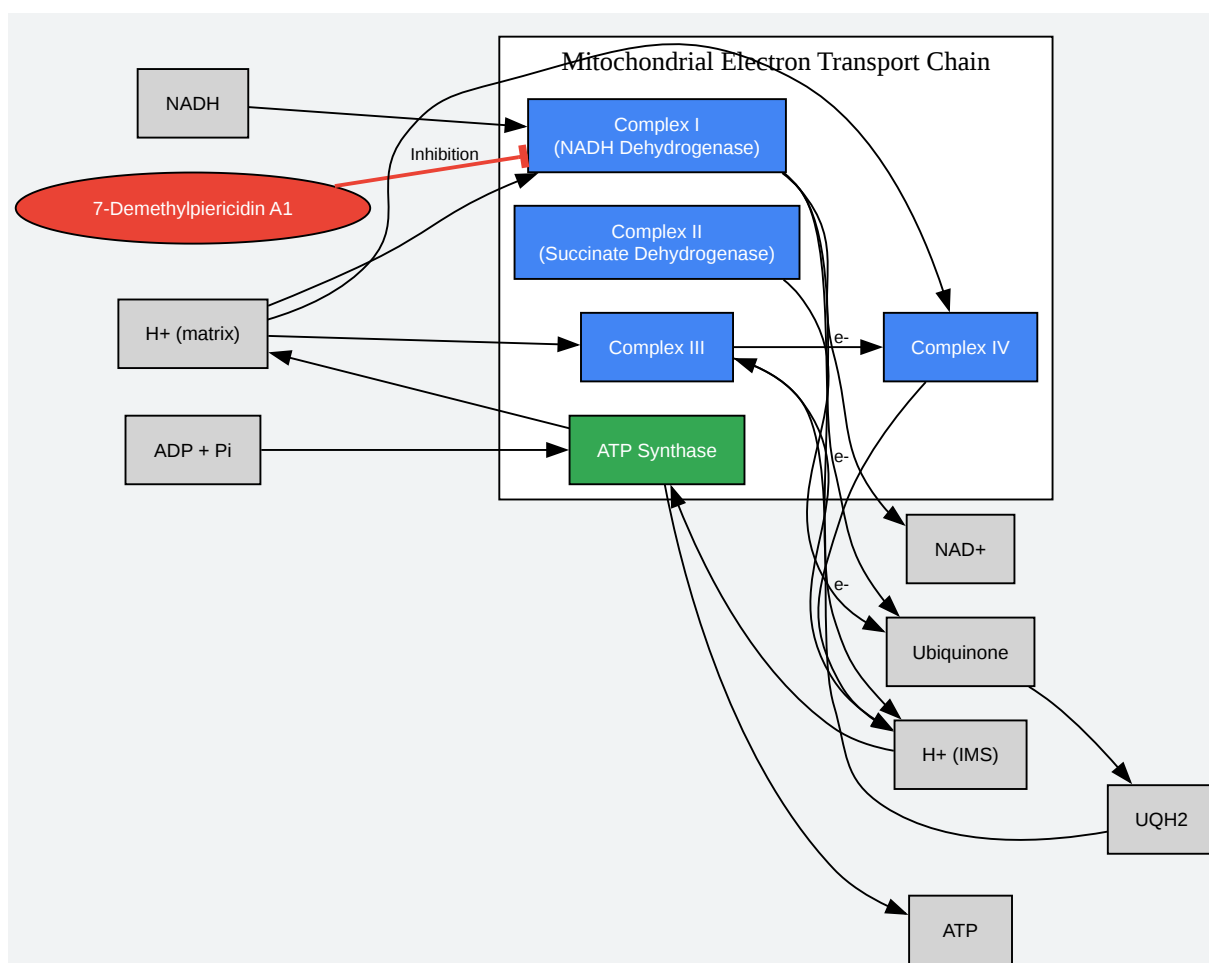 Mitochondrial Electron Transport Chain
NADH
Complex I
(NADH Dehydrogenase)
Inhibition
7-Demethylpiericidin A1
Complex II
(Succinate Dehydrogenase)
H+ (matrix)
Complex III
e-
Complex IV
ADP + Pi
ATP Synthase
e-
NAD+
e-
Ubiquinone
H+ (IMS)
UQH2
ATP